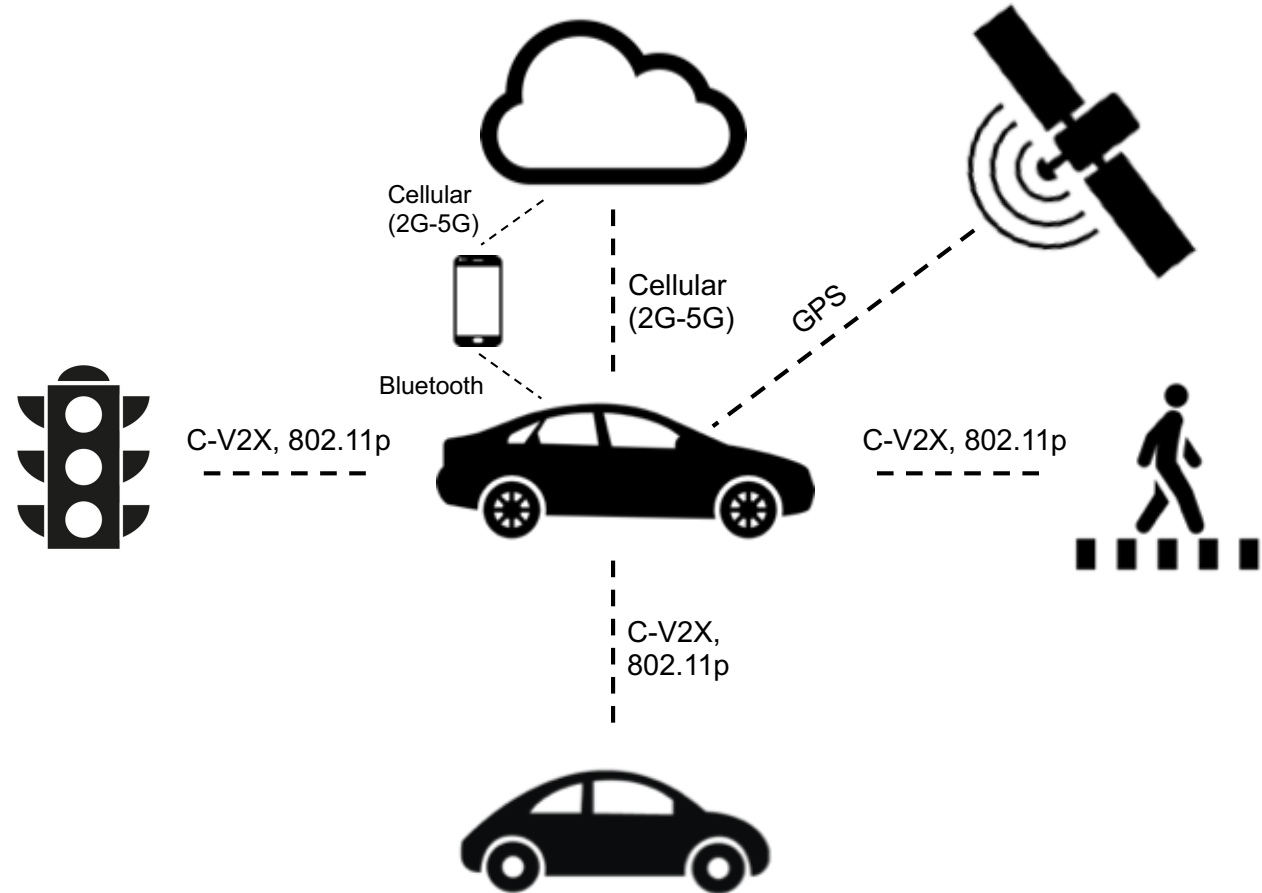 Cellular
(2G-5G)
Cellular
(2G-5G)
GPS
Bluetooth
C-V2X, 802.11p
C-V2X, 802.11p
C-V2X,
802.11p